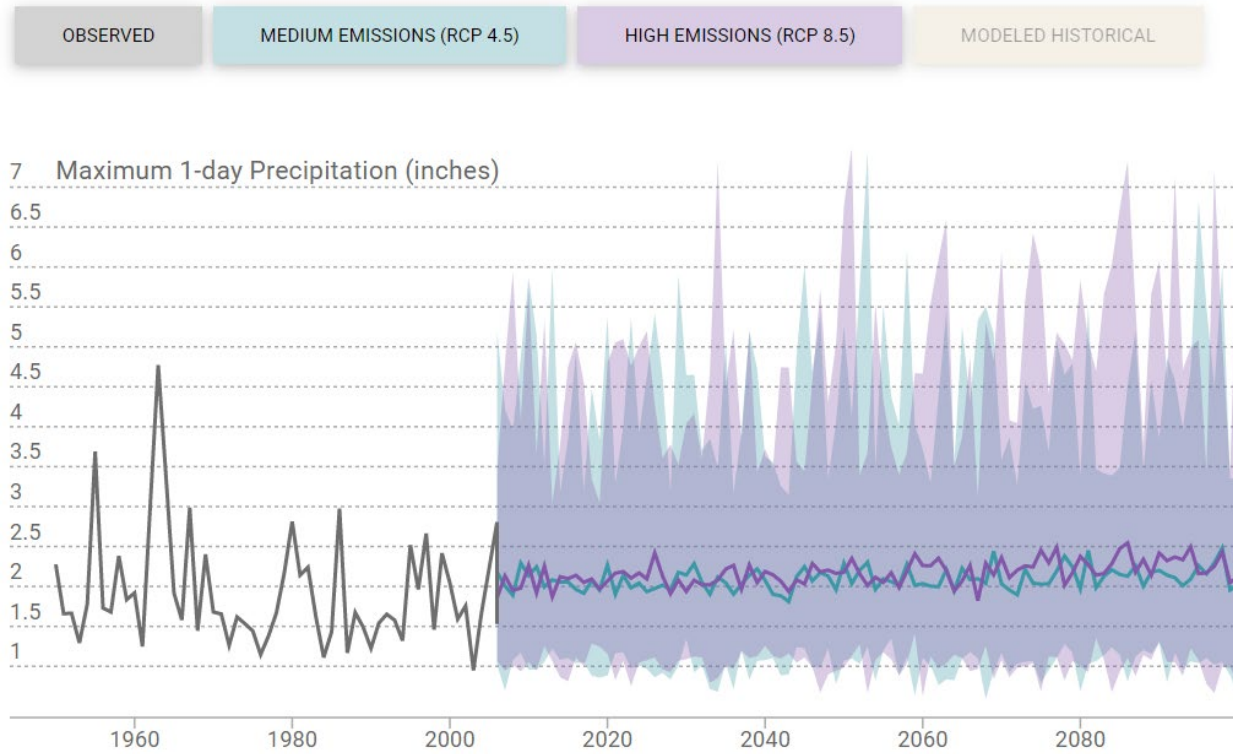 OBSERVED
MEDIUM EMISSIONS (RCP 4.5)
HIGH EMISSIONS (RCP 8.5)
MODELED HISTORICAL
Maximum 1-day Precipitation (inches)
7
6.5
6
5.5
5
4.5
4
3.5
3
2.5
2
1.5
1
1960 1980 2000 2020 2040 2060 2080